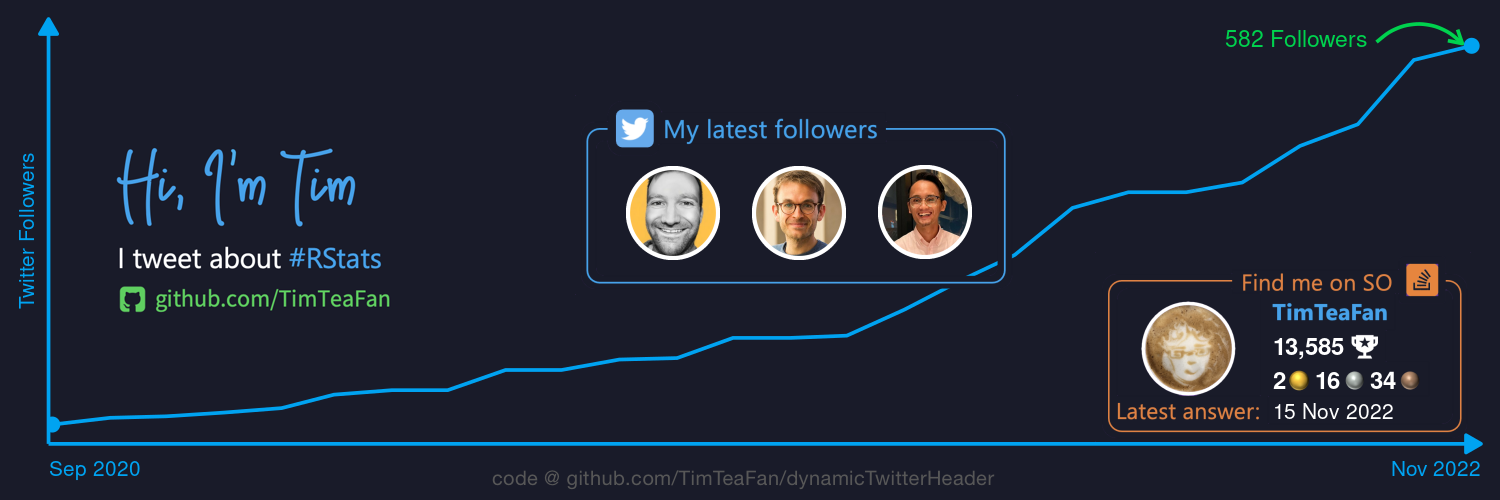 582 Followers
Twitter Followers
Hi, I'm Tim
I tweet about #RStats
github.com/TimTeaFan
My latest followers
Find me on SO
TimTeaFan
13,585
2 16 34
Latest answer: 15 Nov 2022
Sep 2020
Nov 2022
code @ github.com/TimTeaFan/dynamicTwitterHeader